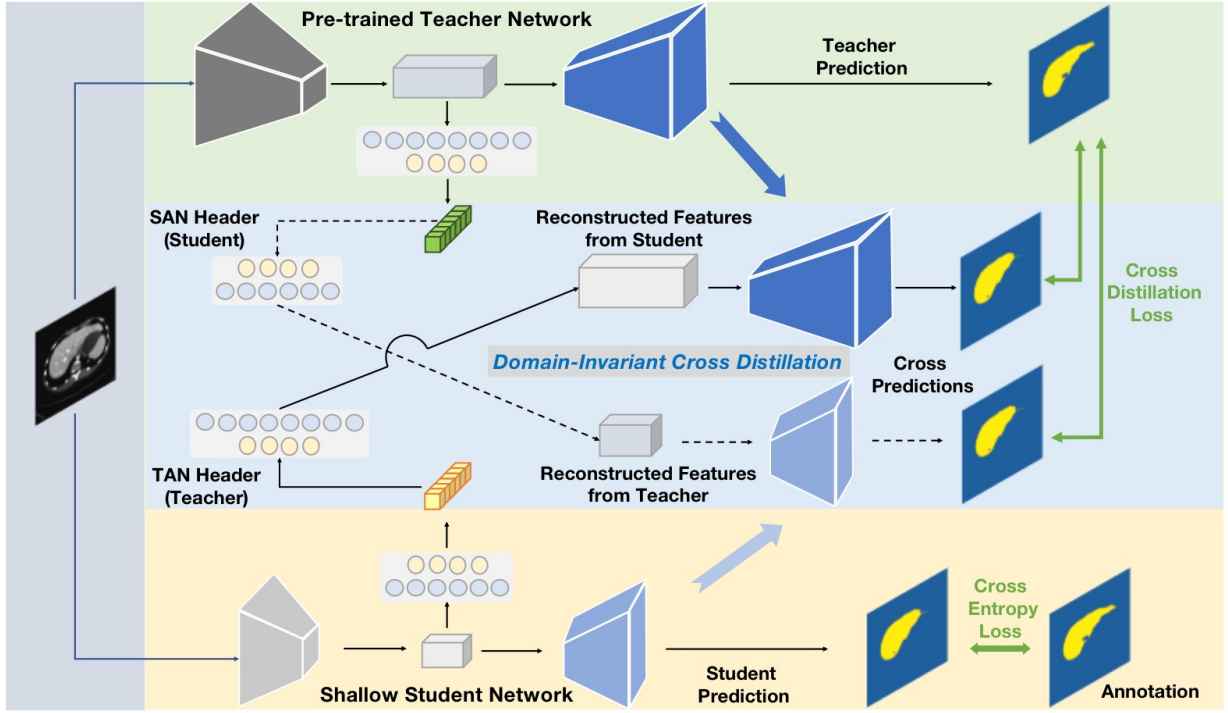 Pre-trained Teacher Network
Teacher
Prediction
SAN Header
(Student)
Reconstructed Features
from Student
Cross
Distillation
Loss
Domain-Invariant Cross Distillation
Cross
Predictions
TAN Header
(Teacher)
Reconstructed Features
from Teacher
Cross
Entropy
Loss
Shallow Student Network
Student
Prediction
Annotation